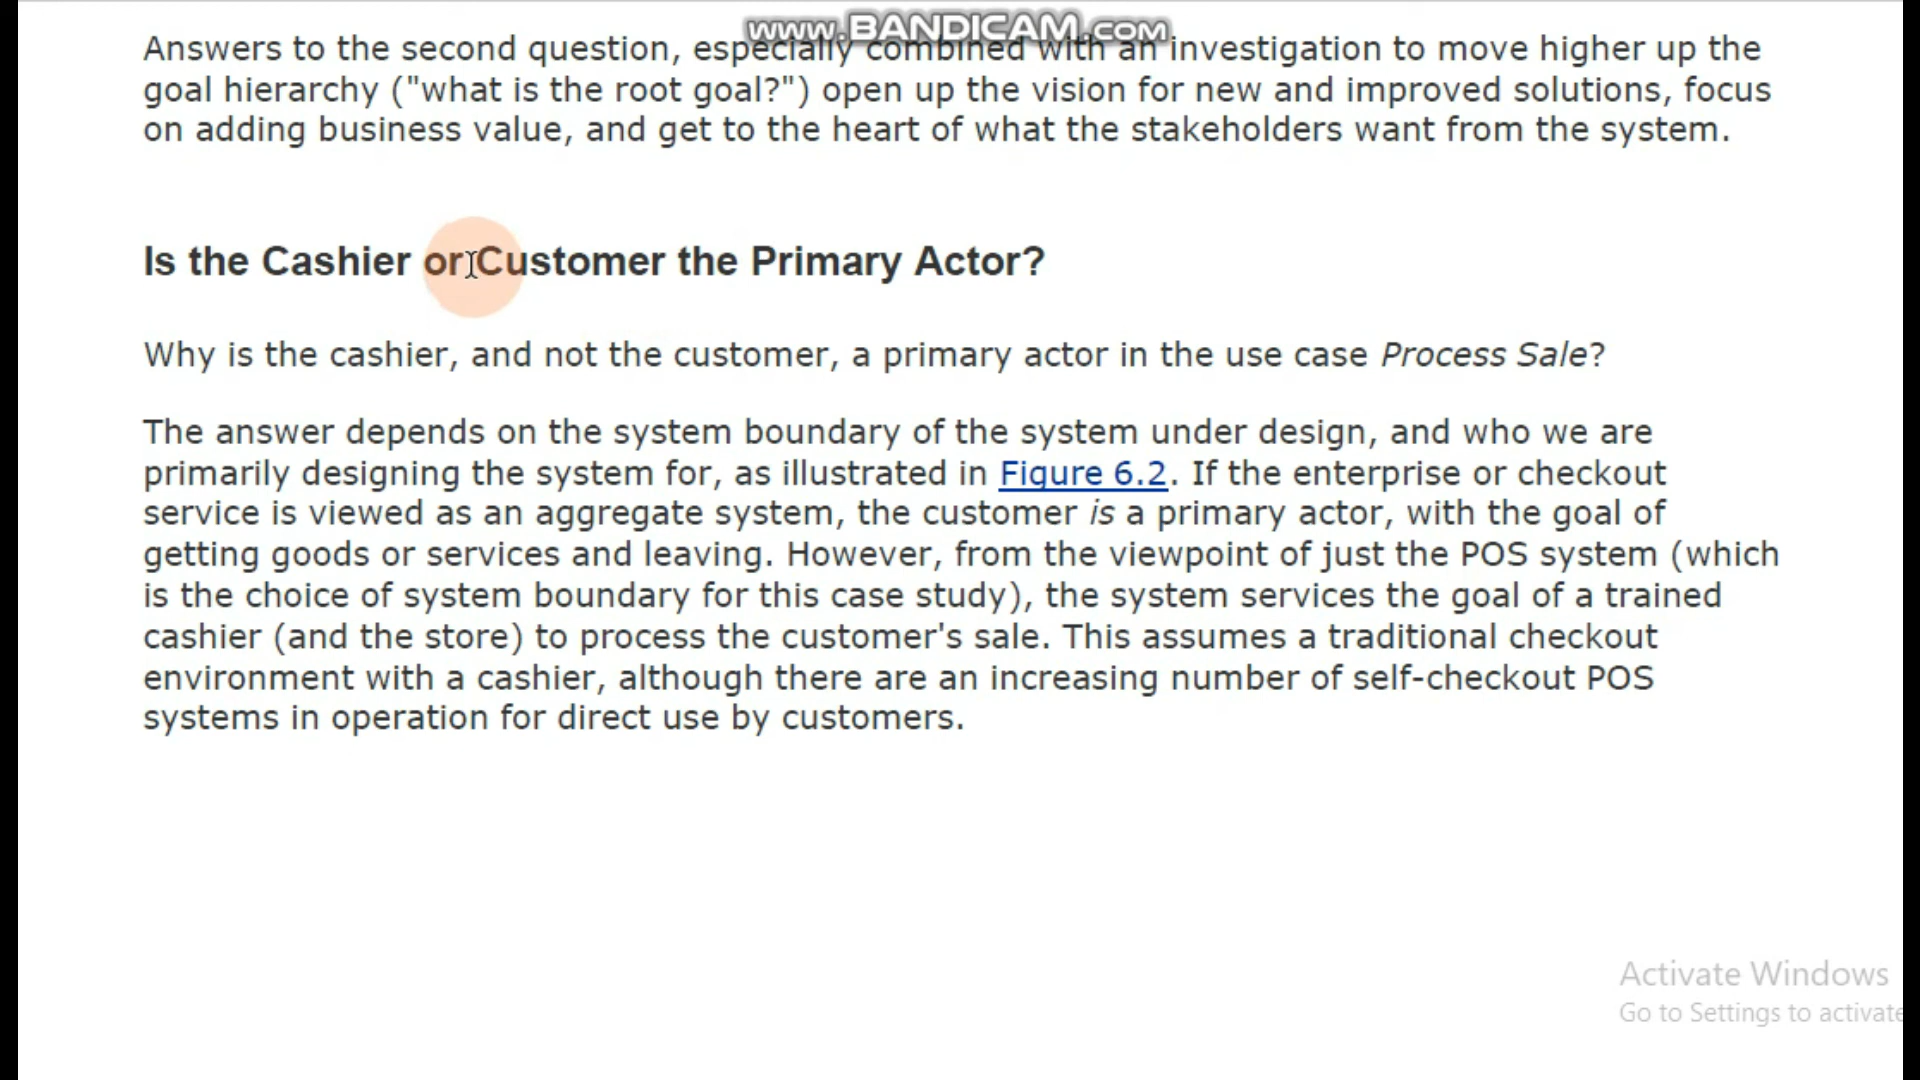 www.BANDICAM.com
Answers to the second question, especially combined with an investigation to move higher up the
goal hierarchy ("what is the root goal?") open up the vision for new and improved solutions, focus
on adding business value, and get to the heart of what the stakeholders want from the system.
Is the Cashier or Customer the Primary Actor?
Why is the cashier, and not the customer, a primary actor in the use case Process Sale?
The answer depends on the system boundary of the system under design, and who we are
primarily designing the system for, as illustrated in Figure 6.2. If the enterprise or checkout
service is viewed as an aggregate system, the customer is a primary actor, with the goal of
getting goods or services and leaving. However, from the viewpoint of just the POS system (which
is the choice of system boundary for this case study), the system services the goal of a trained
cashier (and the store) to process the customer's sale. This assumes a traditional checkout
environment with a cashier, although there are an increasing number of self-checkout POS
systems in operation for direct use by customers.
Activate Windows
Go to Settings to activate